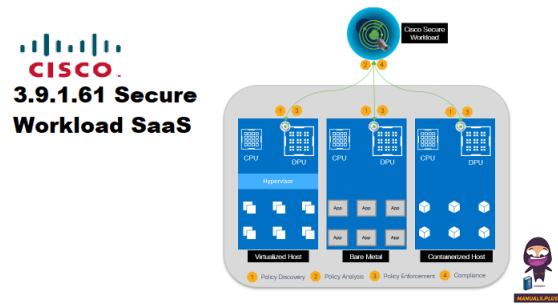 CISCO
3.9.1.61 Secure
Workload SaaS
Cisco Secure
Workload
2 4
1 3 1 3 1 3
CPU DPU CPU DPU CPU DPU
Hypervisor
App App App
App App App
Virtualized Host Bare Metal Containerized Host
1 Policy Discovery 2 Policy Analysis 3 Policy Enforcement 4 Compliance
MANUALS.PLUS